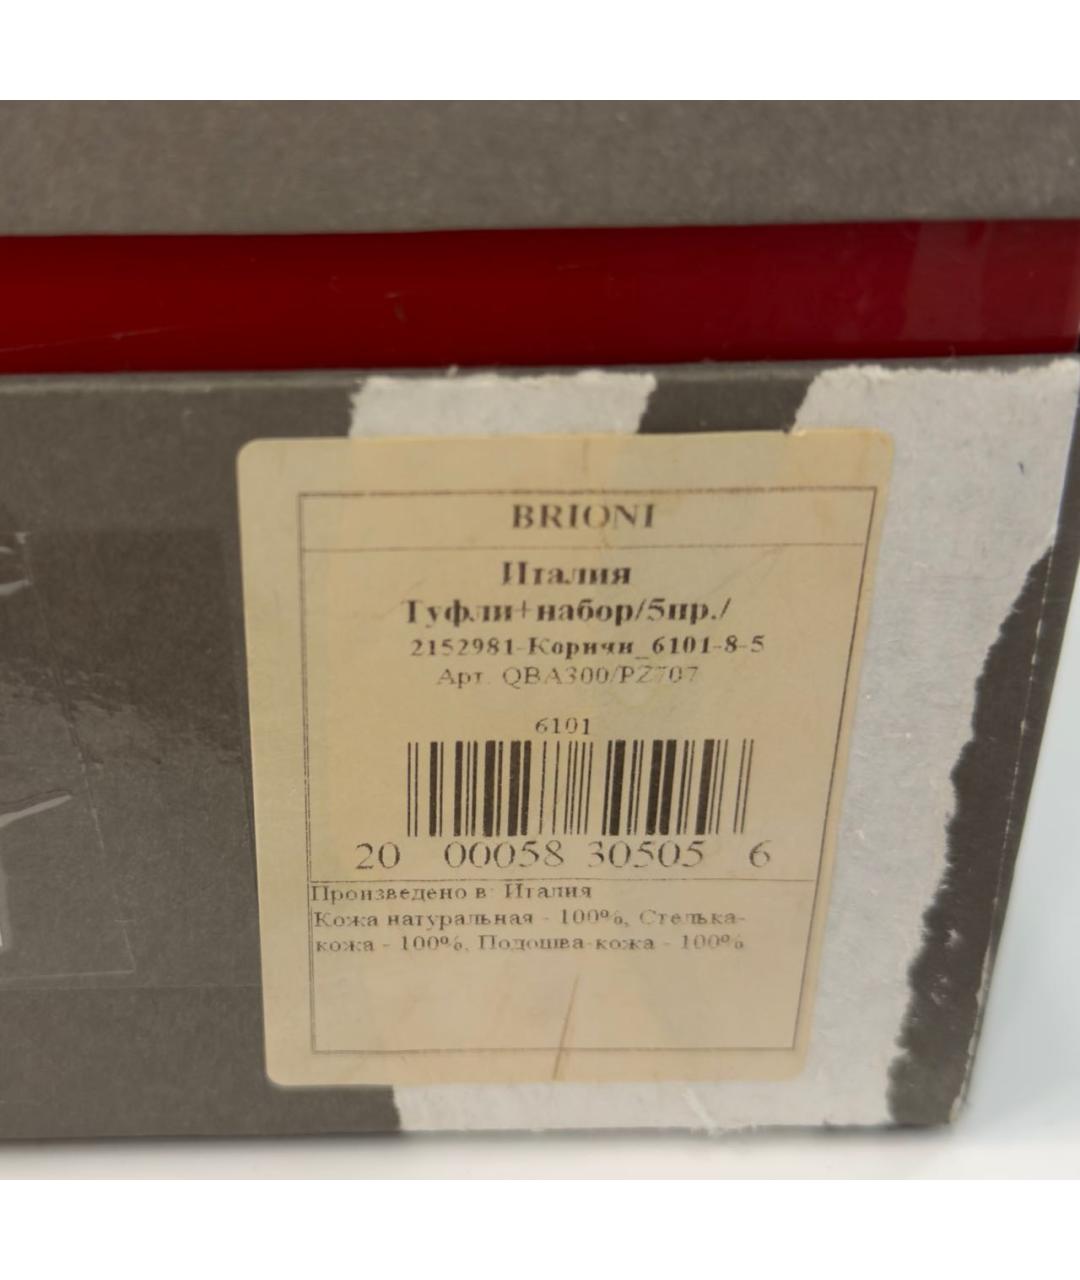 BRIONI
Италия
Туфли+набор/5пр./
2152981-Коричи_6101-8-5
Арт. QBA300/PZ707
6101
20 00058 30505 6
Произведено в: Италия
Кожа натуральная - 100%, Стелька-
кожа - 100%, Подошва-кожа - 100%